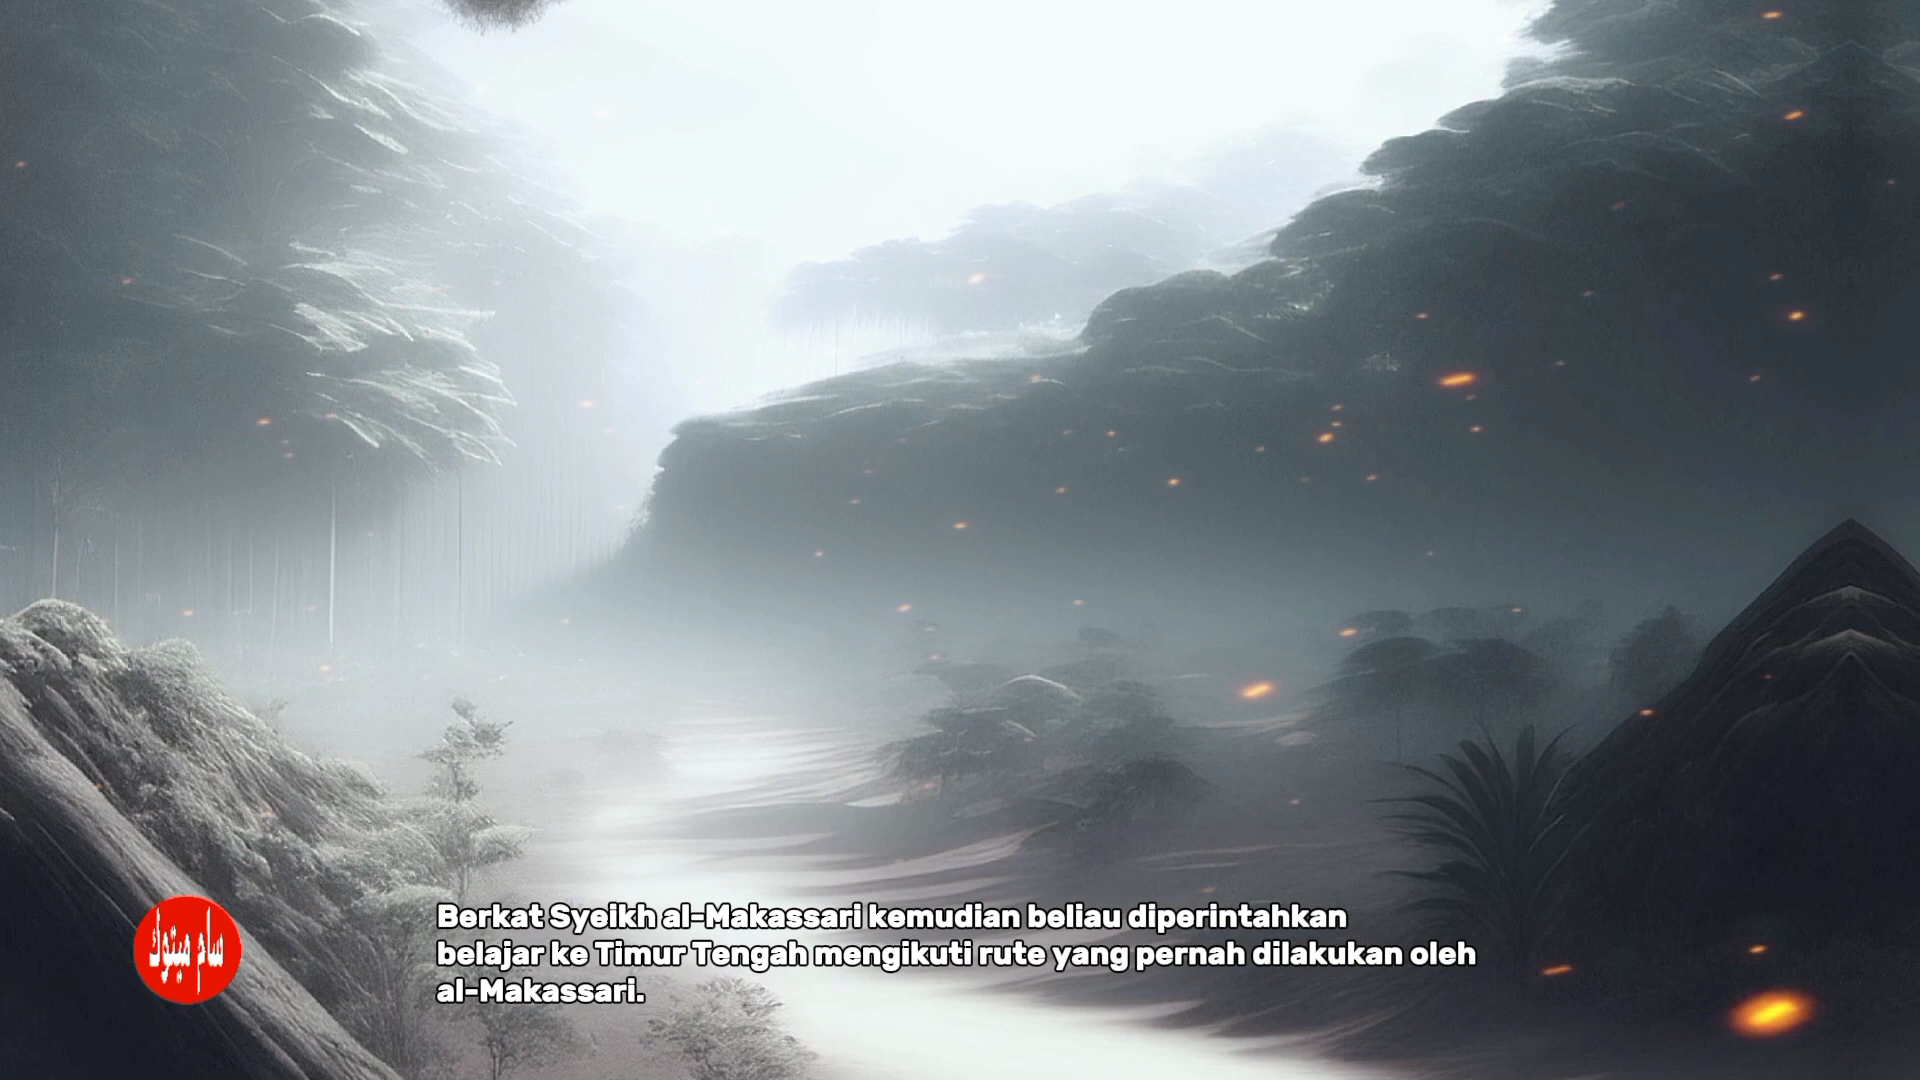 Berkat Syeikh al-Makassari kemudian beliau diperintahkan
belajar ke Timur Tengah mengikuti rute yang pernah dilakukan oleh
al-Makassari.
سام ميتوك